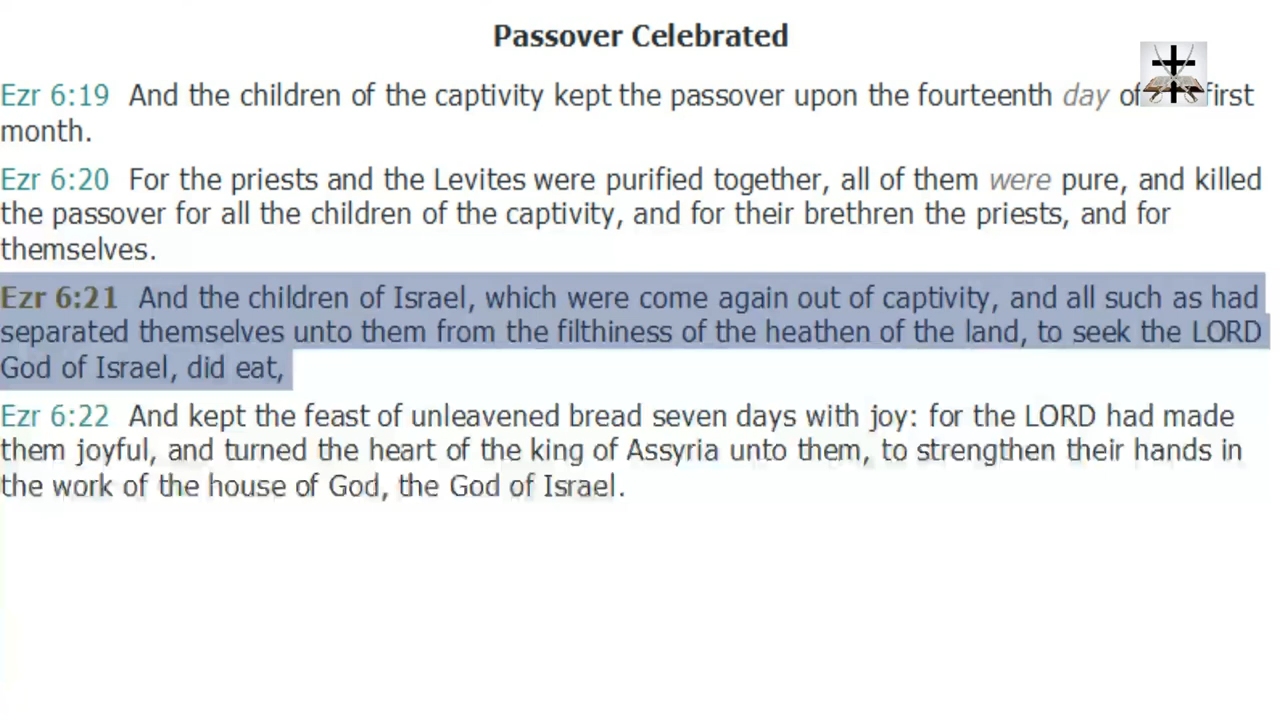 Passover Celebrated
Ezr 6:19 And the children of the captivity kept the passover upon the fourteenth day of first
month.
Ezr 6:20 For the priests and the Levites were purified together, all of them were pure, and killed
the passover for all the children of the captivity, and for their brethren the priests, and for
themselves.
Ezr 6:21 And the children of Israel, which were come again out of captivity, and all such as had
separated themselves unto them from the filthiness of the heathen of the land, to seek the LORD
God of Israel, did eat,
Ezr 6:22 And kept the feast of unleavened bread seven days with joy: for the LORD had made
them joyful, and turned the heart of the king of Assyria unto them, to strengthen their hands in
the work of the house of God, the God of Israel.